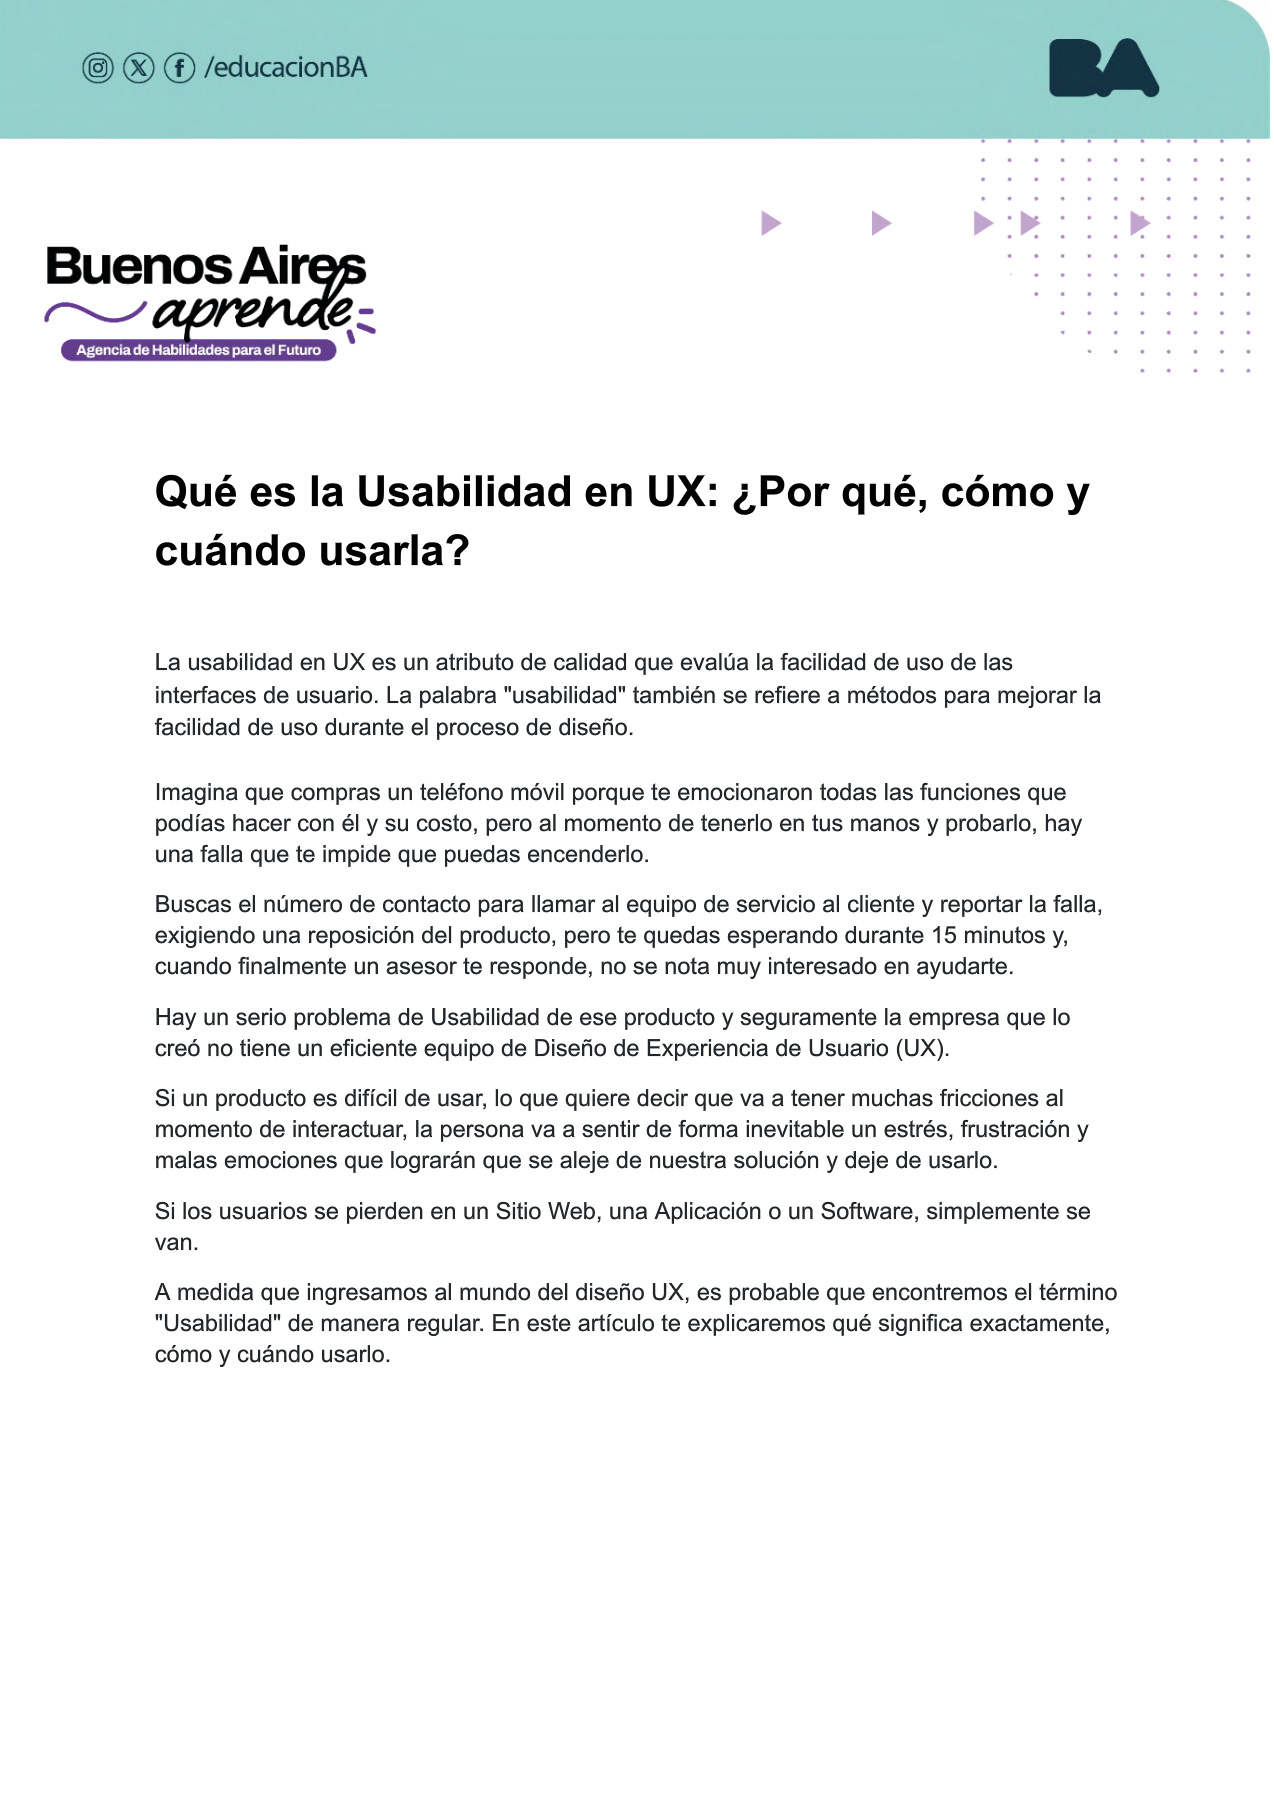 /educacionBA
BA
Buenos Aires
aprende
Agencia de Habilidades para el Futuro
Qué es la Usabilidad en UX: ¿Por qué, cómo y
cuándo usarla?
La usabilidad en UX es un atributo de calidad que evalúa la facilidad de uso de las
interfaces de usuario. La palabra "usabilidad" también se refiere a métodos para mejorar la
facilidad de uso durante el proceso de diseño.
Imagina que compras un teléfono móvil porque te emocionaron todas las funciones que
podías hacer con él y su costo, pero al momento de tenerlo en tus manos y probarlo, hay
una falla que te impide que puedas encenderlo.
Buscas el número de contacto para llamar al equipo de servicio al cliente y reportar la falla,
exigiendo una reposición del producto, pero te quedas esperando durante 15 minutos y,
cuando finalmente un asesor te responde, no se nota muy interesado en ayudarte.
Hay un serio problema de Usabilidad de ese producto y seguramente la empresa que lo
creó no tiene un eficiente equipo de Diseño de Experiencia de Usuario (UX).
Si un producto es difícil de usar, lo que quiere decir que va a tener muchas fricciones al
momento de interactuar, la persona va a sentir de forma inevitable un estrés, frustración y
malas emociones que lograrán que se aleje de nuestra solución y deje de usarlo.
Si los usuarios se pierden en un Sitio Web, una Aplicación o un Software, simplemente se
van.
A medida que ingresamos al mundo del diseño UX, es probable que encontremos el término
"Usabilidad" de manera regular. En este artículo te explicaremos qué significa exactamente,
cómo y cuándo usarlo.